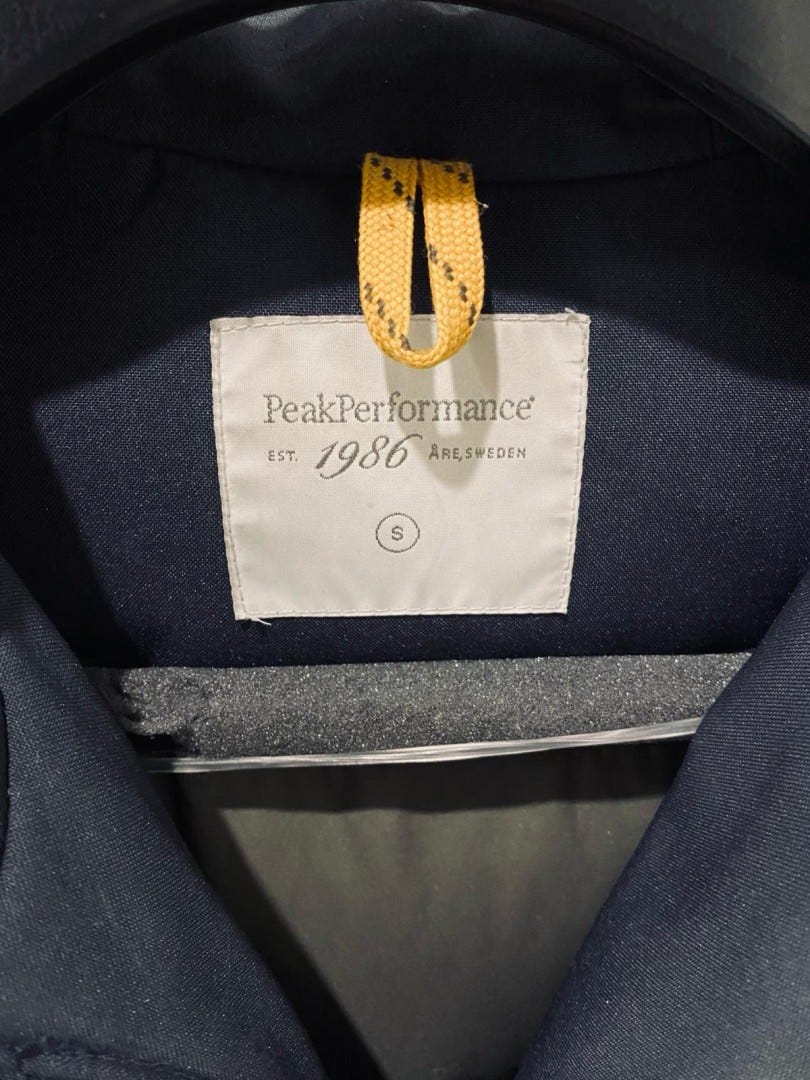 PeakPerformance®
EST. 1986 ÅRE, SWEDEN
S